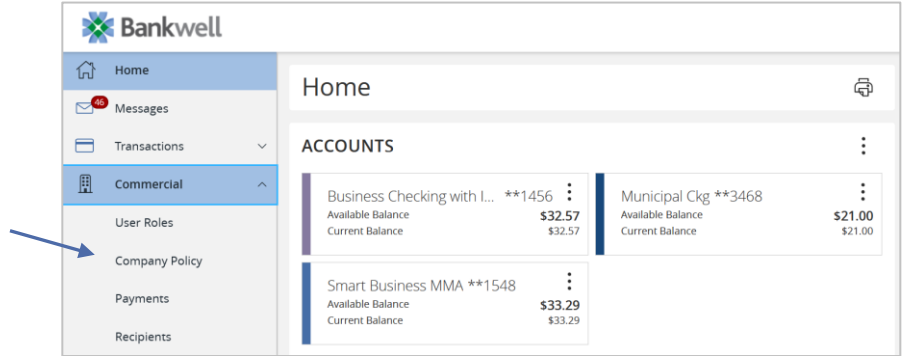 Bankwell
Home
46
Messages
Transactions
Commercial
User Roles
Company Policy
Payments
Recipients
Home
ACCOUNTS
Business Checking with I... **1456
Available Balance $32.57
Current Balance $32.57
Municipal Ckg **3468
Available Balance $21.00
Current Balance $21.00
Smart Business MMA **1548
Available Balance $33.29
Current Balance $33.29